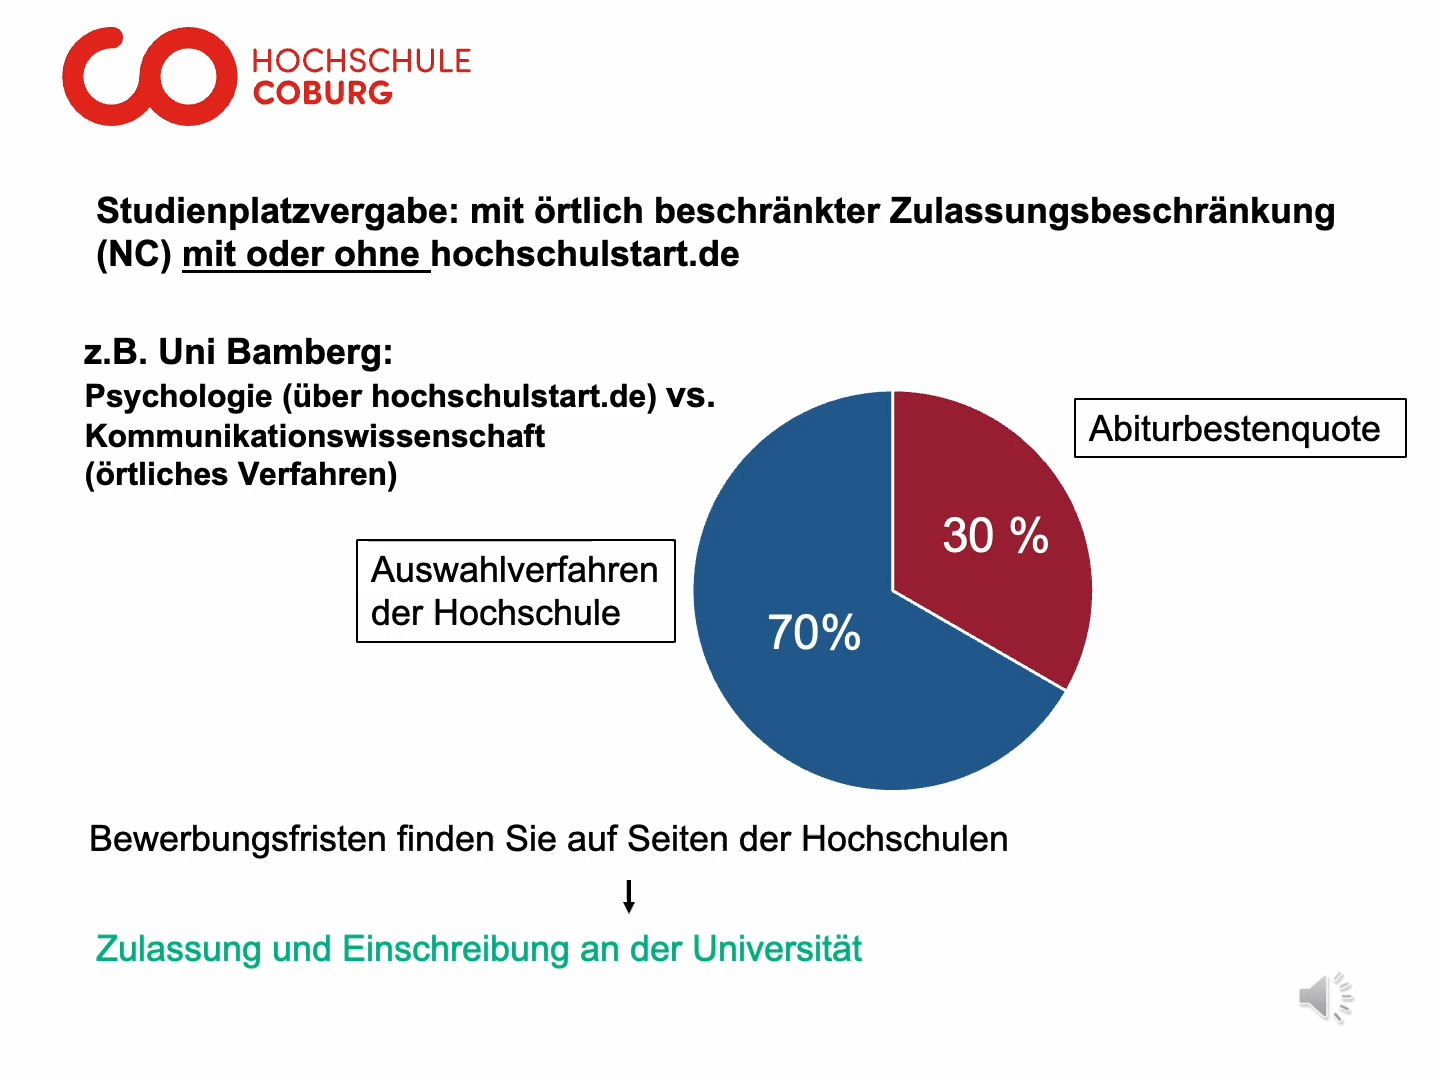 HOCHSCHULE
COBURG
Studienplatzvergabe: mit örtlich beschränkter Zulassungsbeschränkung
(NC) mit oder ohne hochschulstart.de
z.B. Uni Bamberg:
Psychologie (über hochschulstart.de) vs.
Kommunikationswissenschaft
(örtliches Verfahren)
Abiturbestenquote
30 %
Auswahlverfahren
der Hochschule
70%
Bewerbungsfristen finden Sie auf Seiten der Hochschulen
Zulassung und Einschreibung an der Universität